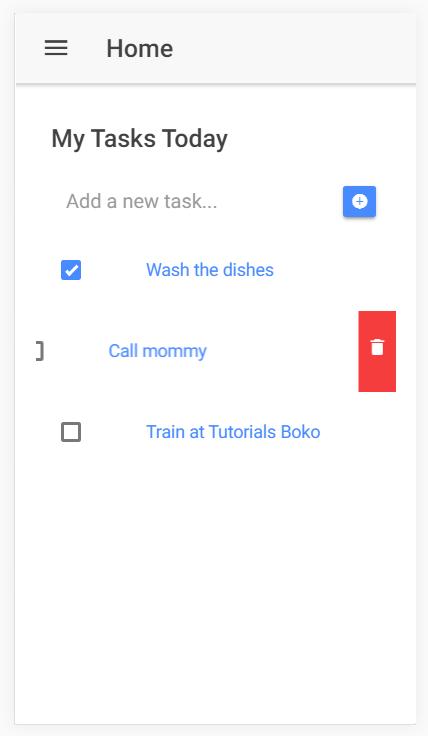 Home
My Tasks Today
Add a new task...
Wash the dishes
Call mommy
Train at Tutorials Boko